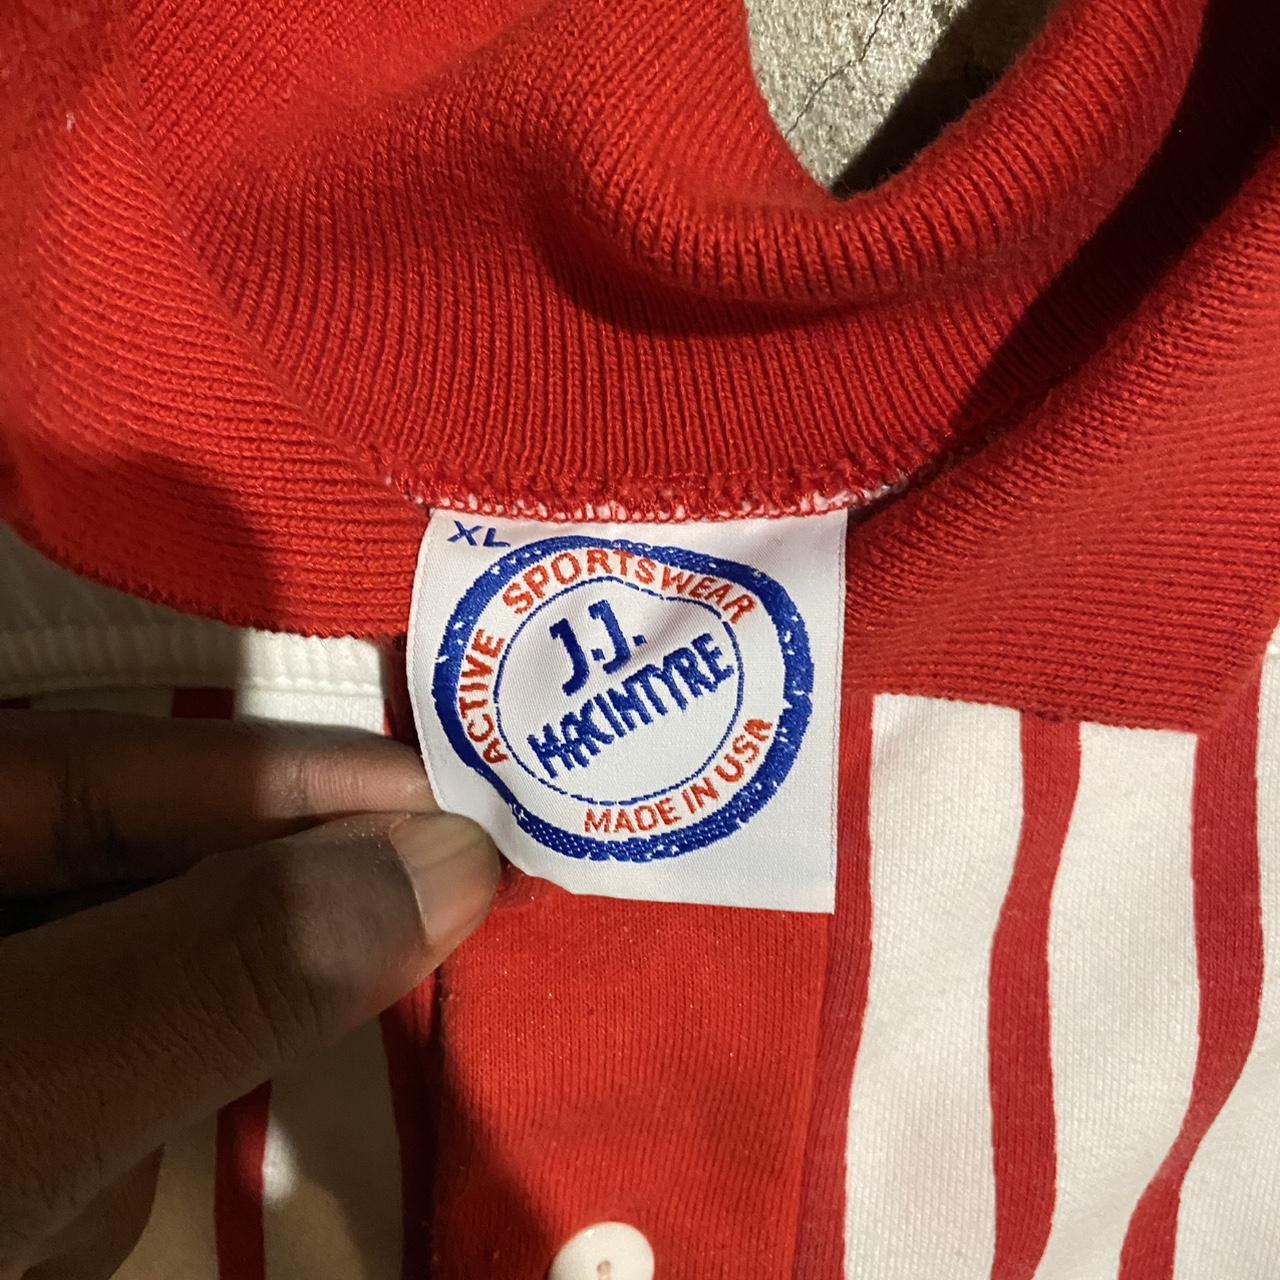 XL
ACTIVE SPORTSWEAR
J.J.
MACINTYRE
MADE IN USA